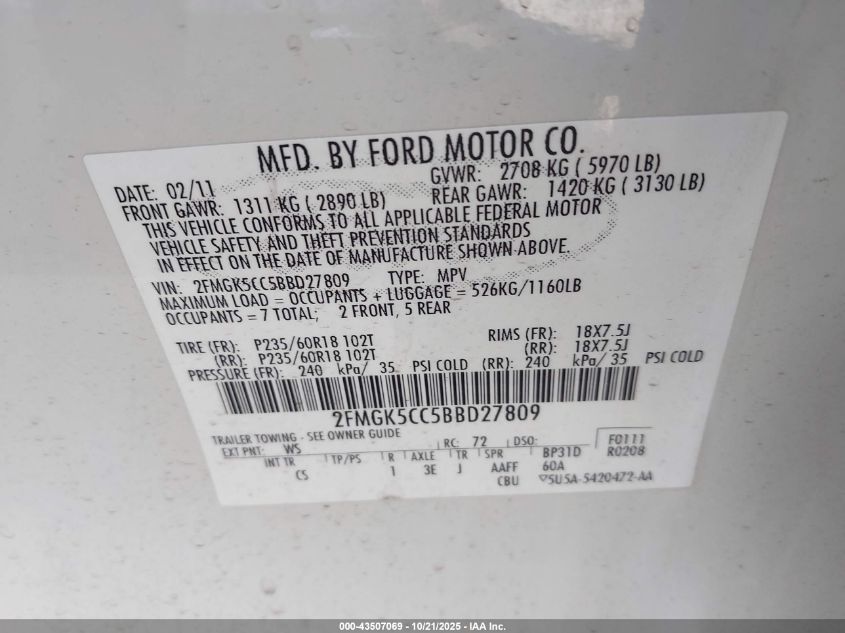 MFD. BY FORD MOTOR CO.
DATE: 02/11 GVWR: 2708 KG ( 5970 LB)
FRONT GAWR: 1311 KG ( 2890 LB) REAR GAWR: 1420 KG ( 3130 LB)
THIS VEHICLE CONFORMS TO ALL APPLICABLE FEDERAL MOTOR
VEHICLE SAFETY AND THEFT PREVENTION STANDARDS
IN EFFECT ON THE DATE OF MANUFACTURE SHOWN ABOVE.
VIN: 2FMGK5CC5BBD27809 TYPE: MPV
MAXIMUM LOAD = OCCUPANTS + LUGGAGE = 526KG/1160LB
OCCUPANTS = 7 TOTAL; 2 FRONT, 5 REAR
TIRE (FR): P235/60R18 102T RIMS (FR): 18X7.5J
(RR): P235/60R18 102T (RR): 18X7.5J
PRESSURE (FR): 240 kPa/ 35 PSI COLD (RR): 240 kPa/ 35 PSI COLD
2FMGK5CC5BBD27809
TRAILER TOWING - SEE OWNER GUIDE
EXT PNT: WS RC: 72 DSO: F0111
INT TR TP/PS R AXLE TR SPR BP31D R0208
CS 1 3E J AAFF 60A
CBU ▽5U5A-5420472-AA
000-43507069 - 10/21/2025 - IAA Inc.